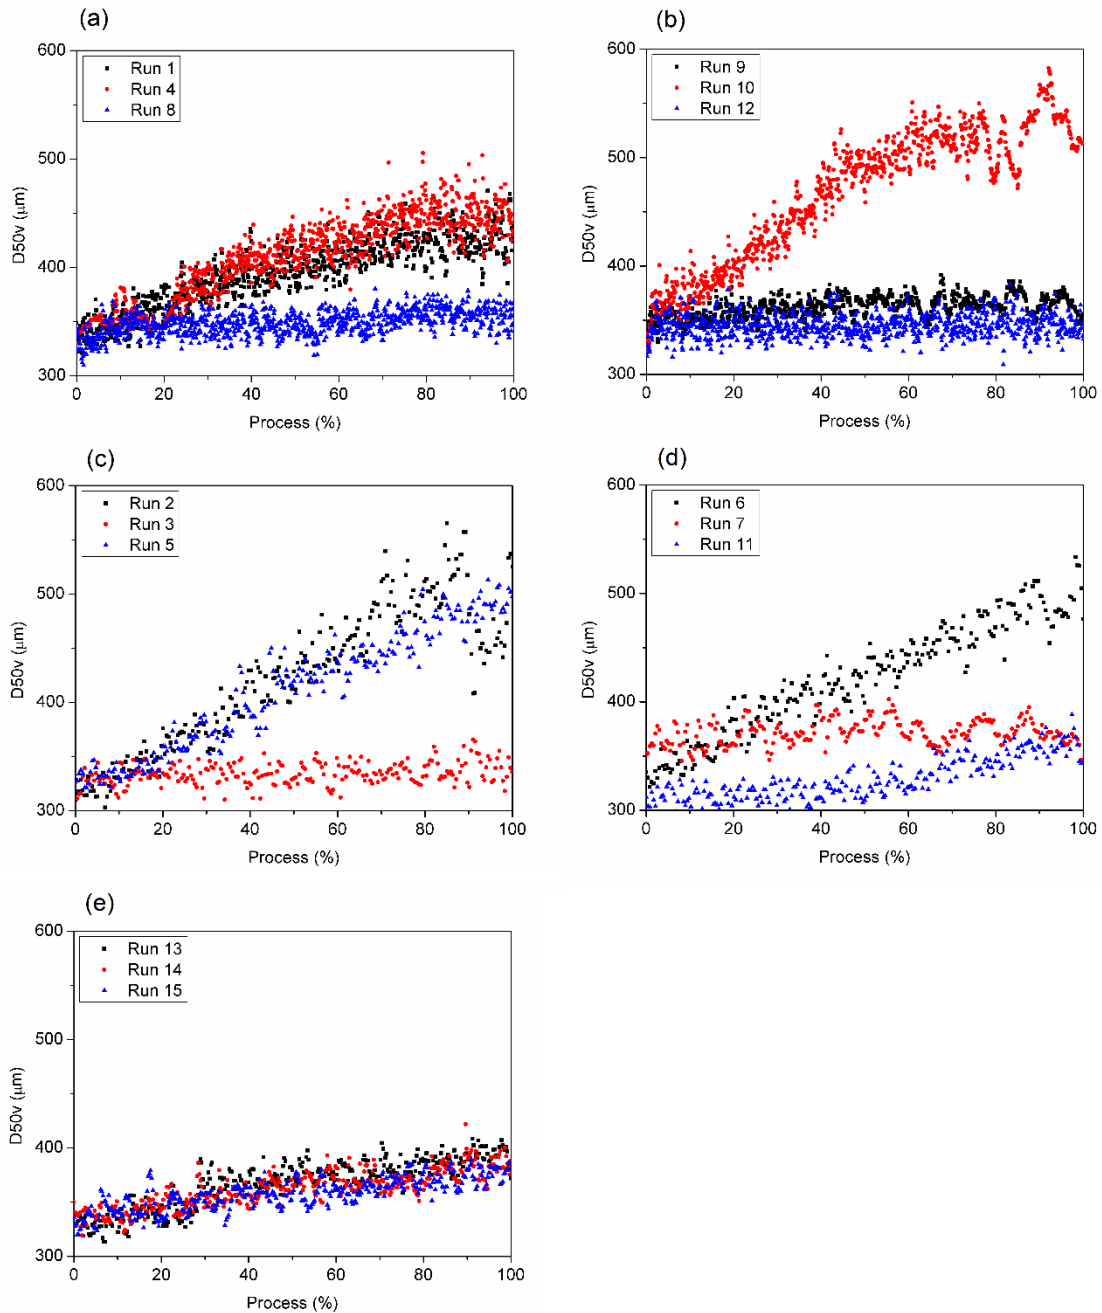 (a)
600
500
400
300
D50v (μm)
Run 1
Run 4
Run 8
0 20 40 60 80 100
Process (%)
(b)
600
500
400
300
D50v (μm)
Run 9
Run 10
Run 12
0 20 40 60 80 100
Process (%)
(c)
600
500
400
300
D50v (μm)
Run 2
Run 3
Run 5
0 20 40 60 80 100
Process (%)
(d)
600
500
400
300
D50v (μm)
Run 6
Run 7
Run 11
0 20 40 60 80 100
Process (%)
(e)
600
500
400
300
D50v (μm)
Run 13
Run 14
Run 15
0 20 40 60 80 100
Process (%)